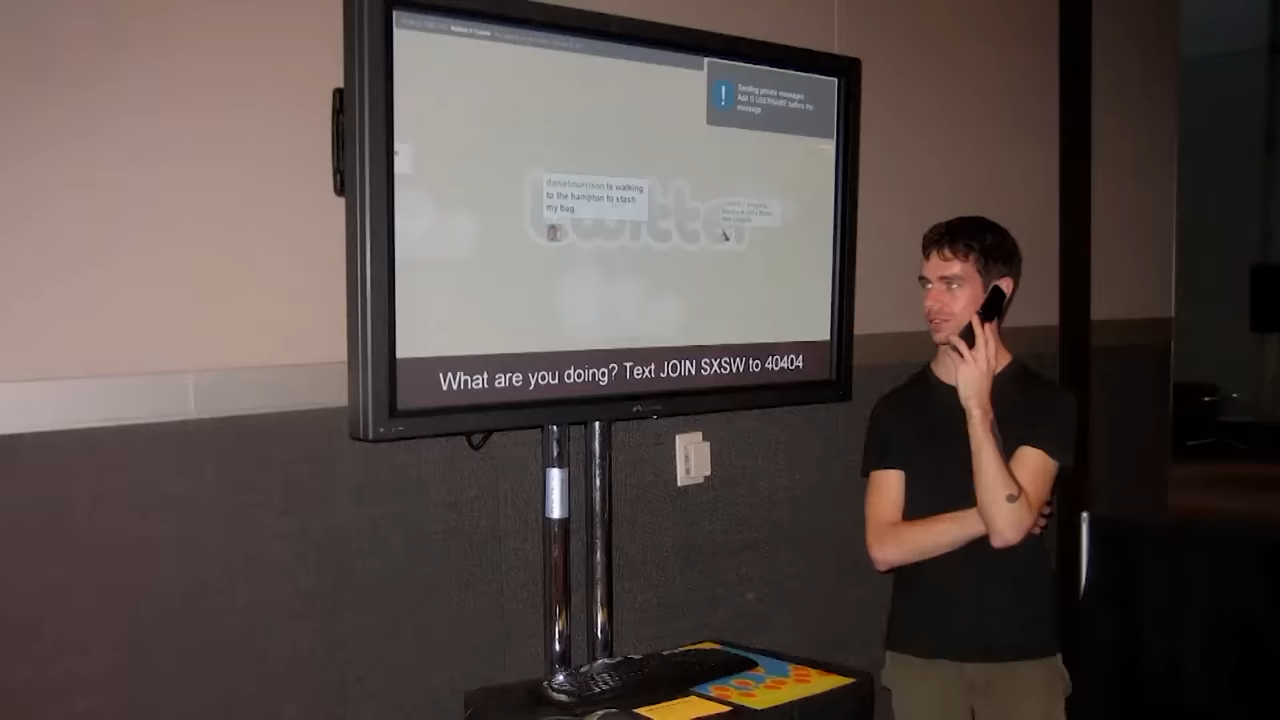 Sending private messages
Add D USERNAME before the
message
danielmorrison is walking
to the hampton to stash
my bag.
twitter
What are you doing? Text JOIN SXSW to 40404